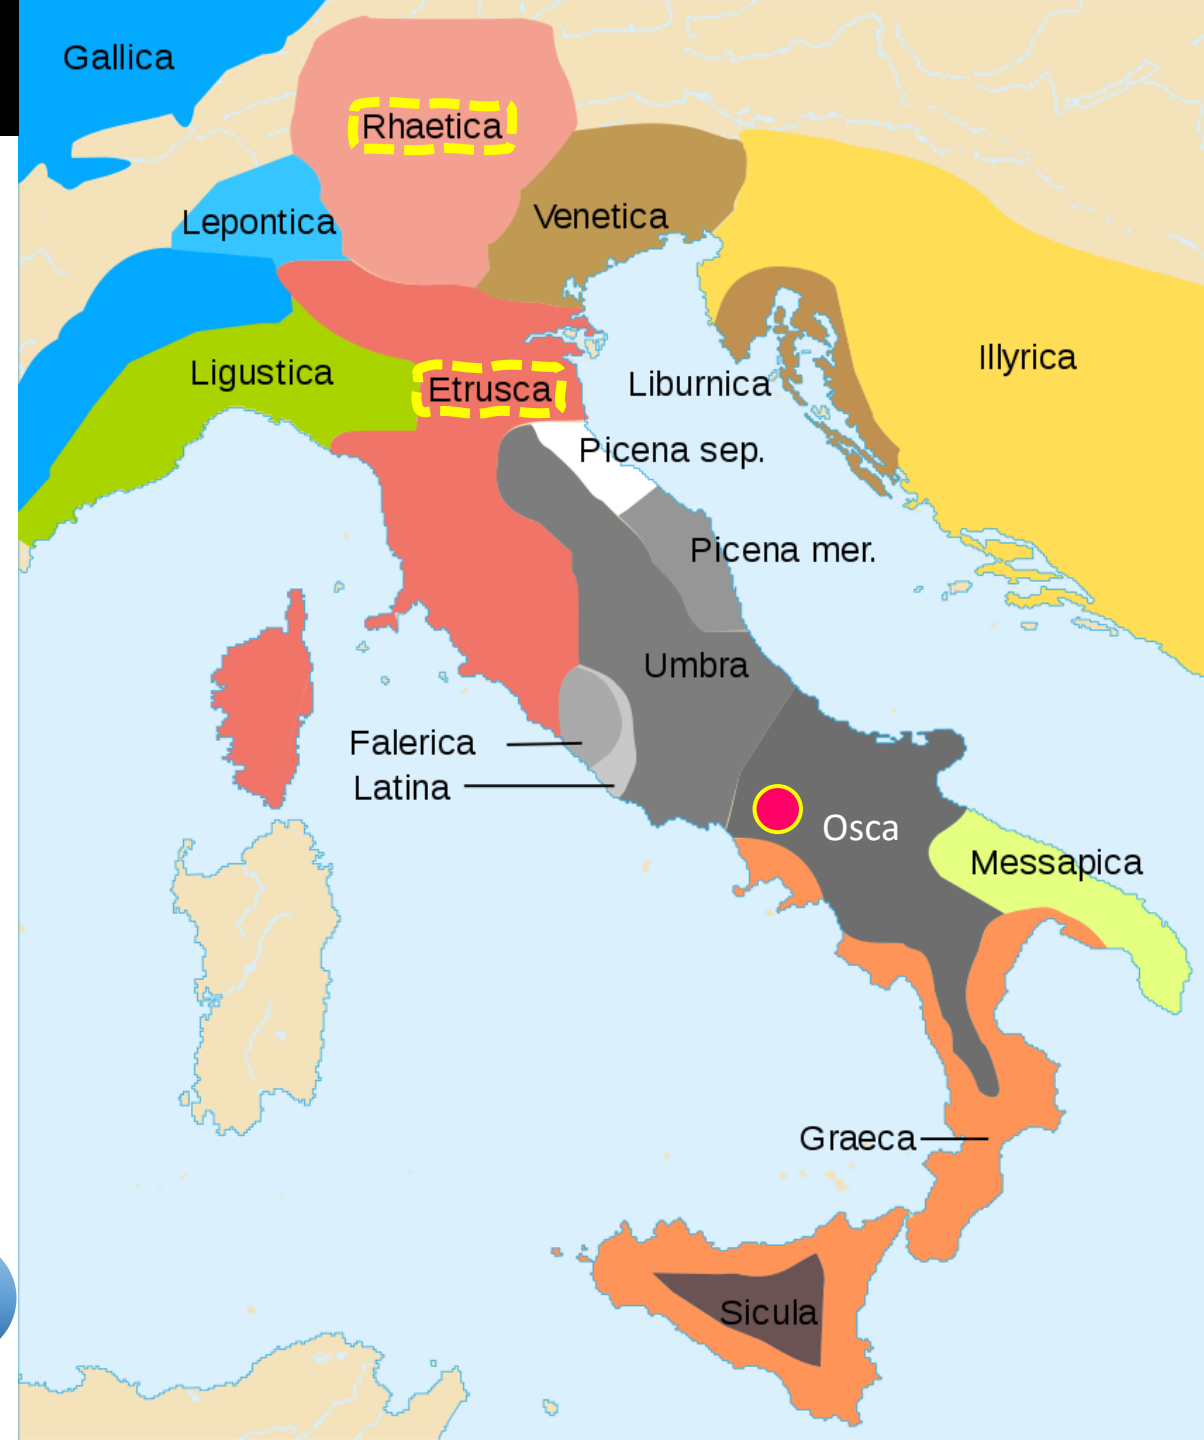 Gallica
Rhaetica
Lepontica
Venetica
Illyrica
Ligustica
Etrusca
Liburnica
Picena sep.
Picena mer.
Umbra
Falerica
Latina
Osca
Messapica
Graeca
Sicula